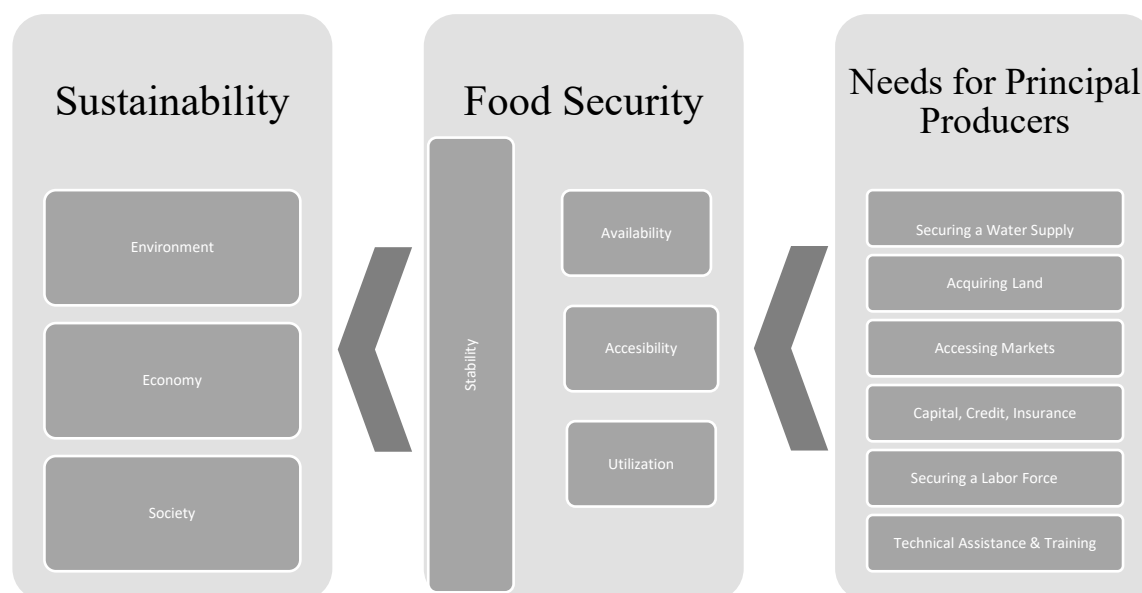 Sustainability
Environment
Economy
Society
Food Security
Stability
Availability
Accesibility
Utilization
Needs for Principal
Producers
Securing a Water Supply
Acquiring Land
Accessing Markets
Capital, Credit, Insurance
Securing a Labor Force
Technical Assistance & Training